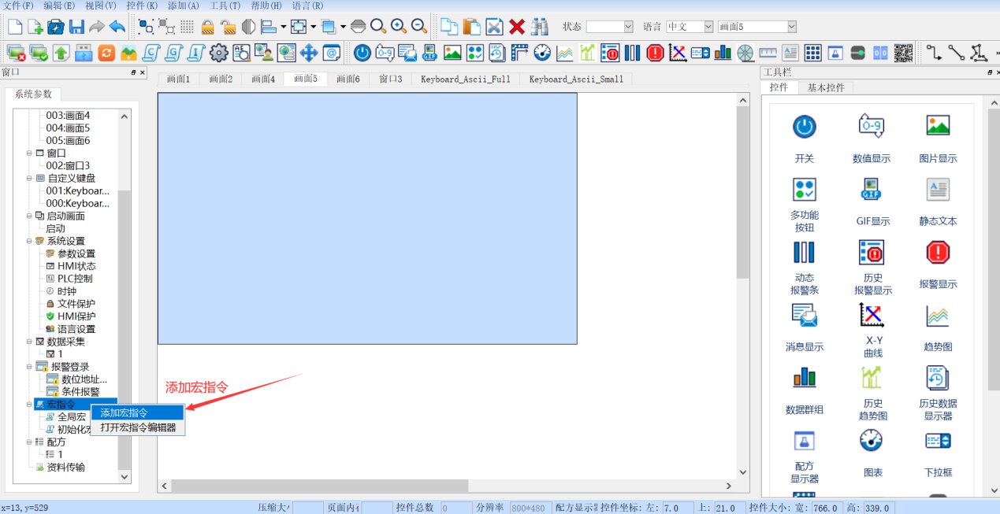 文件(F) 编辑(E) 视图(V) 控件(K) 添加(A) 工具(T) 帮助(H) 语言(R)
状态 语言 中文 画面5
窗口
系统参数
003:画面4
004:画面5
005:画面6
窗口
002:窗口3
自定义键盘
001:Keyboar...
000:Keyboar...
启动画面
启动
系统设置
参数设置
HMI状态
PLC控制
时钟
文件保护
HMI保护
语言设置
数据采集
1
报警登录
数位地址...
条件报警
宏指令
全局宏
初始化宏
配方
1
资料传输
添加宏指令
打开宏指令编辑器
画面1 画面2 画面4 画面5 画面6 窗口3 Keyboard_Ascii_Full Keyboard_Ascii_Small
添加宏指令
工具栏
控件 基本控件
开关 数值显示 图片显示
多功能
按钮
GIF显示 静态文本
动态
报警条
历史
报警显示
报警显示
消息显示
X-Y
曲线
趋势图
数据群组
历史
趋势图
历史数据
显示器
配方
显示器
图表 下拉框
x=13,y=529 压缩大 页面内 控件总数 0 分辨率 800*480 配方显示 控件坐标: 左: 7.0 上: 21.0 控件大小: 宽: 766.0 高: 339.0